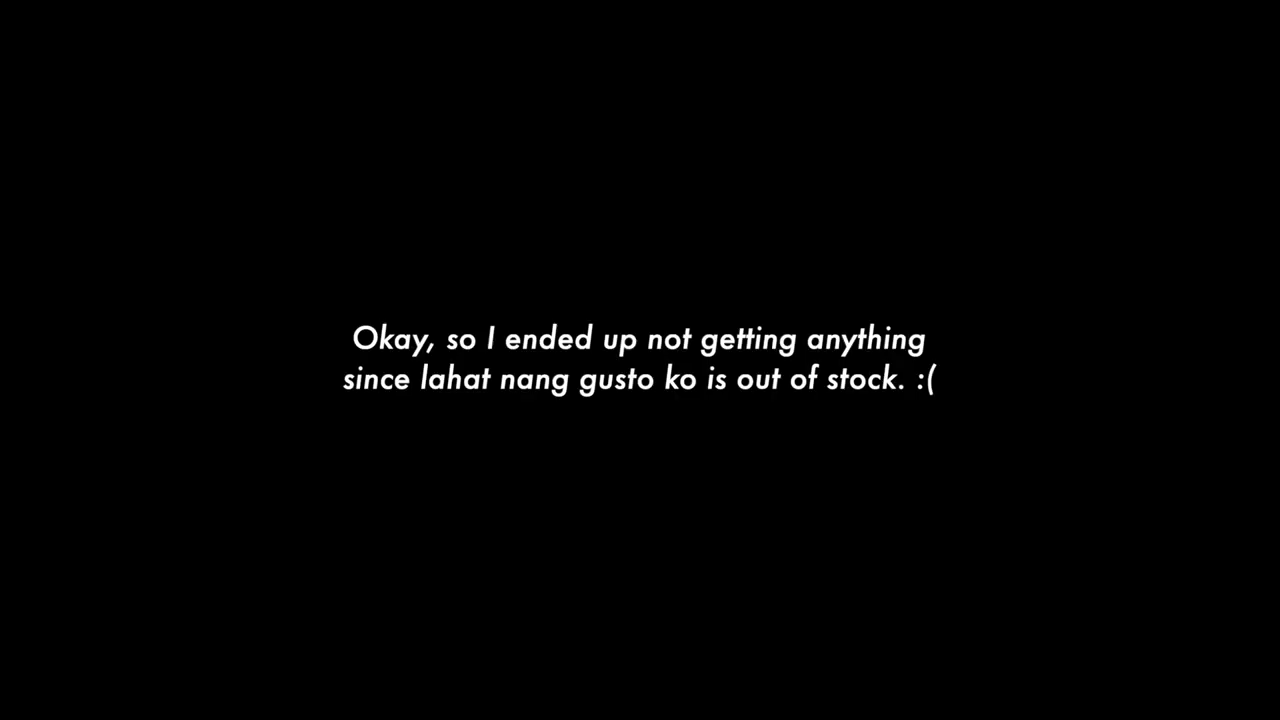 Okay, so I ended up not getting anything
since lahat nang gusto ko is out of stock. :(